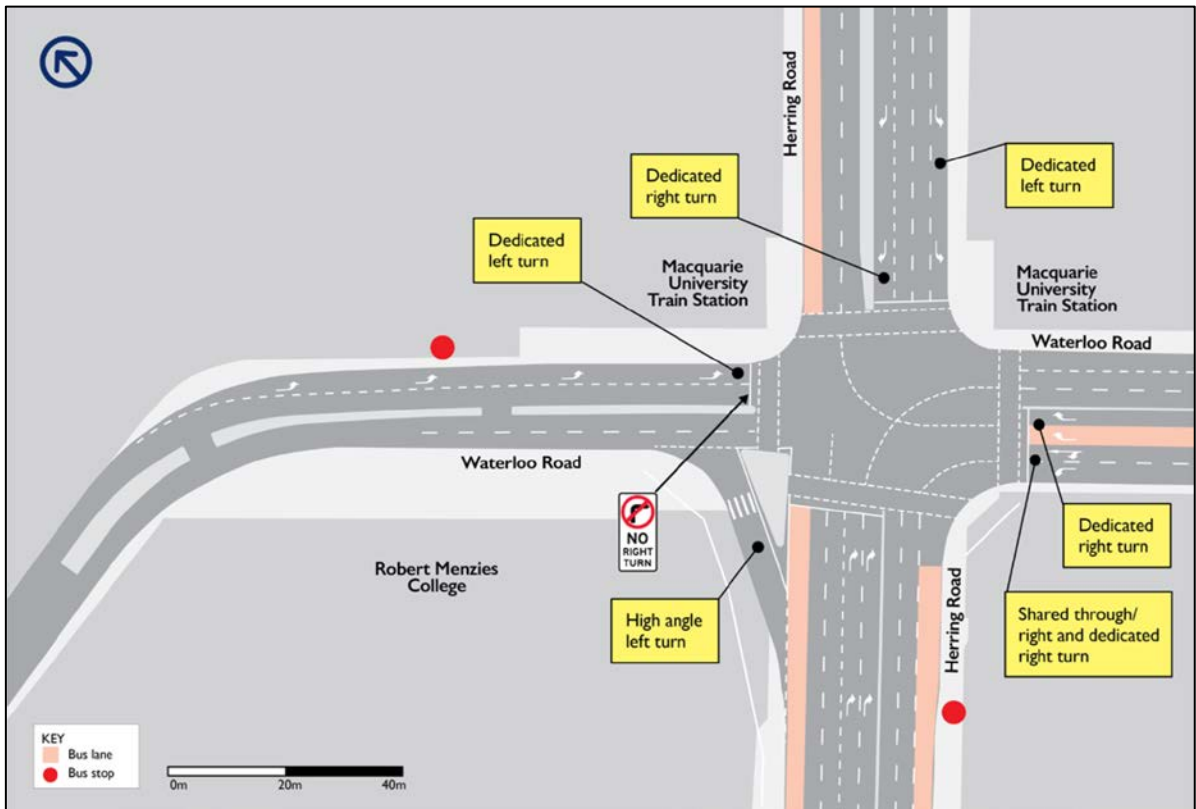 Herring Road
Dedicated
right turn
Dedicated
left turn
Dedicated
left turn
Macquarie
University
Train Station
Macquarie
University
Train Station
Waterloo Road
Waterloo Road
NO
RIGHT
TURN
Robert Menzies
College
High angle
left turn
Herring Road
Dedicated
right turn
Shared through/
right and dedicated
right turn
KEY
Bus lane
Bus stop
0m
20m
40m